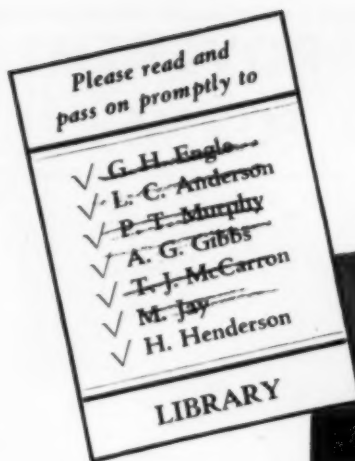 Please read and
pass on promptly to
√ G. H. Engle
√ L. C. Anderson
√ P. T. Murphy
√ A. G. Gibbs
√ T. J. McCarron
√ M. Jay
√ H. Henderson
LIBRARY